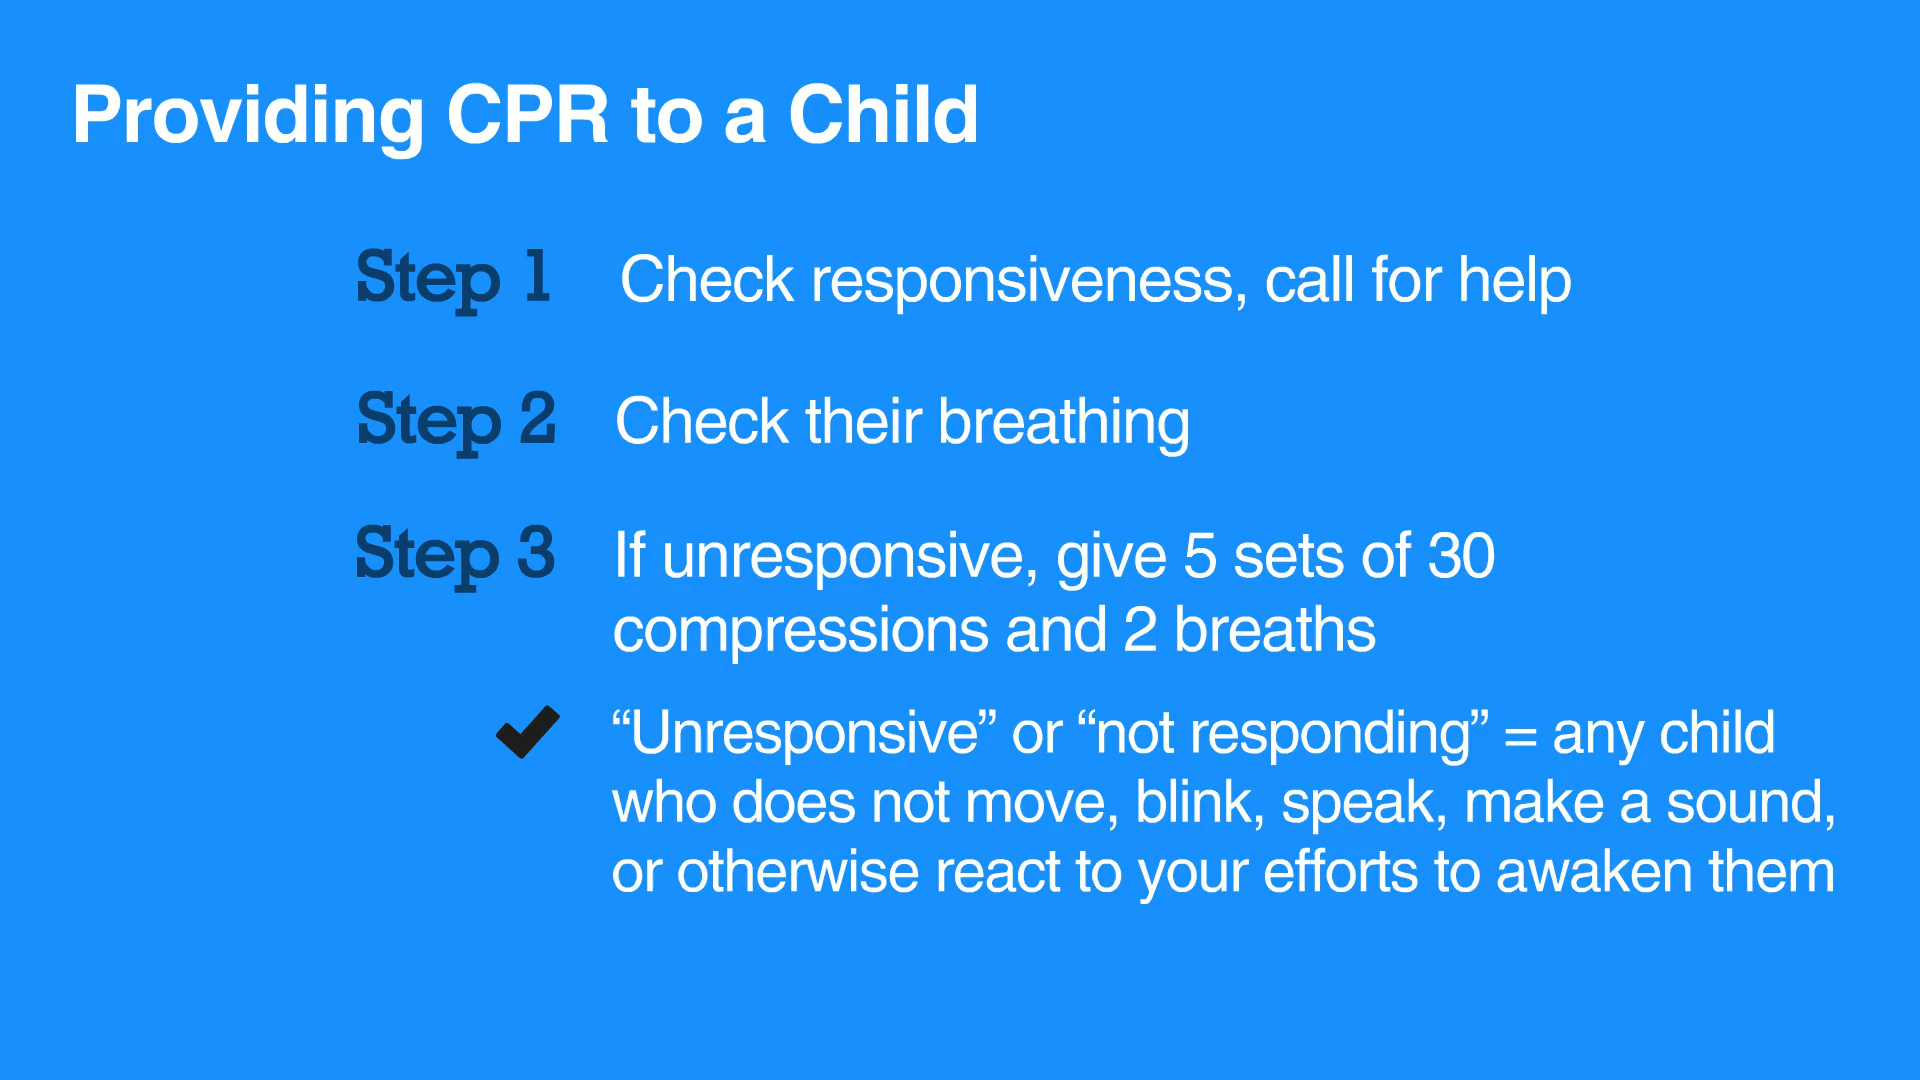 Providing CPR to a Child
Step 1 Check responsiveness, call for help
Step 2 Check their breathing
Step 3 If unresponsive, give 5 sets of 30
compressions and 2 breaths
“Unresponsive” or “not responding” = any child
who does not move, blink, speak, make a sound,
or otherwise react to your efforts to awaken them